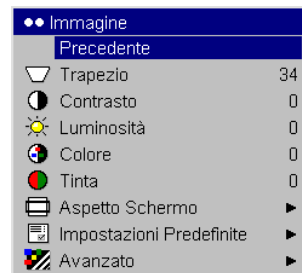 •• Immagine
Precedente
Trapezio 34
Contrasto 0
Luminosità 0
Colore 0
Tinta 0
Aspetto Schermo ►
Impostazioni Predefinite ►
Avanzato ►